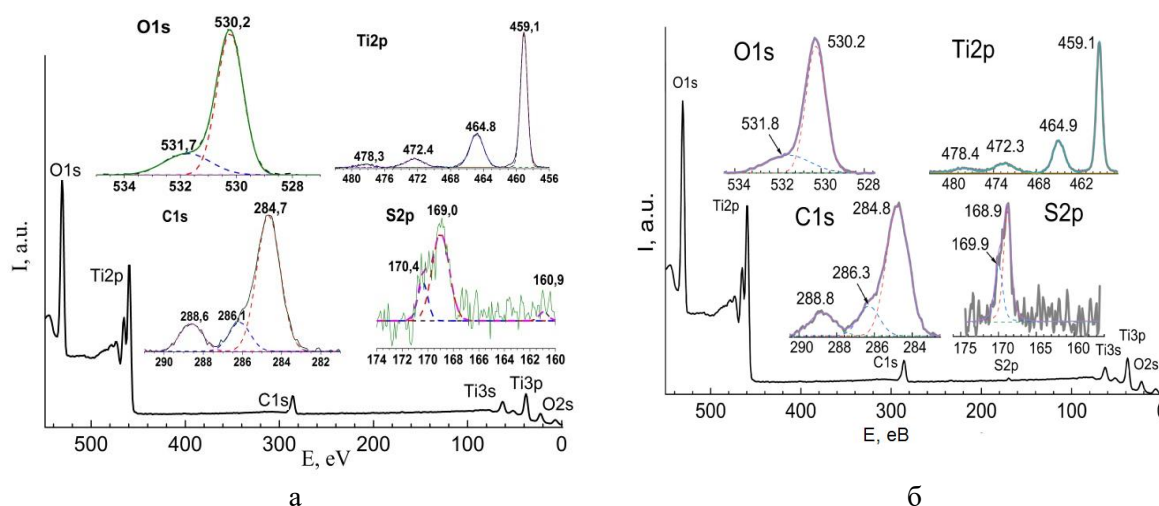 O1s
530,2
531,7
534 532 530 528
Ti2p
459,1
464.8
472.4
478,3
480 476 472 468 464 460 456
O1s
Ti2p
C1s
284,7
286,1
288,6
290 288 286 284 282
S2p
169,0
170,4
160,9
174 172 170 168 166 164 162 160
C1s
Ti3s
Ti3p
O2s
I, a.u.
500 400 300 200 100 0
E, eV
а
O1s
530.2
531.8
534 532 530 528
Ti2p
459.1
464.9
472.3
478.4
480 474 468 462
O1s
Ti2p
C1s
284.8
286.3
288.8
290 288 286 284
S2p
168.9
169.9
175 170 165 160
C1s
S2p
Ti3s
Ti3p
O2s
I, a.u.
500 400 300 200 100 0
E, eB
б